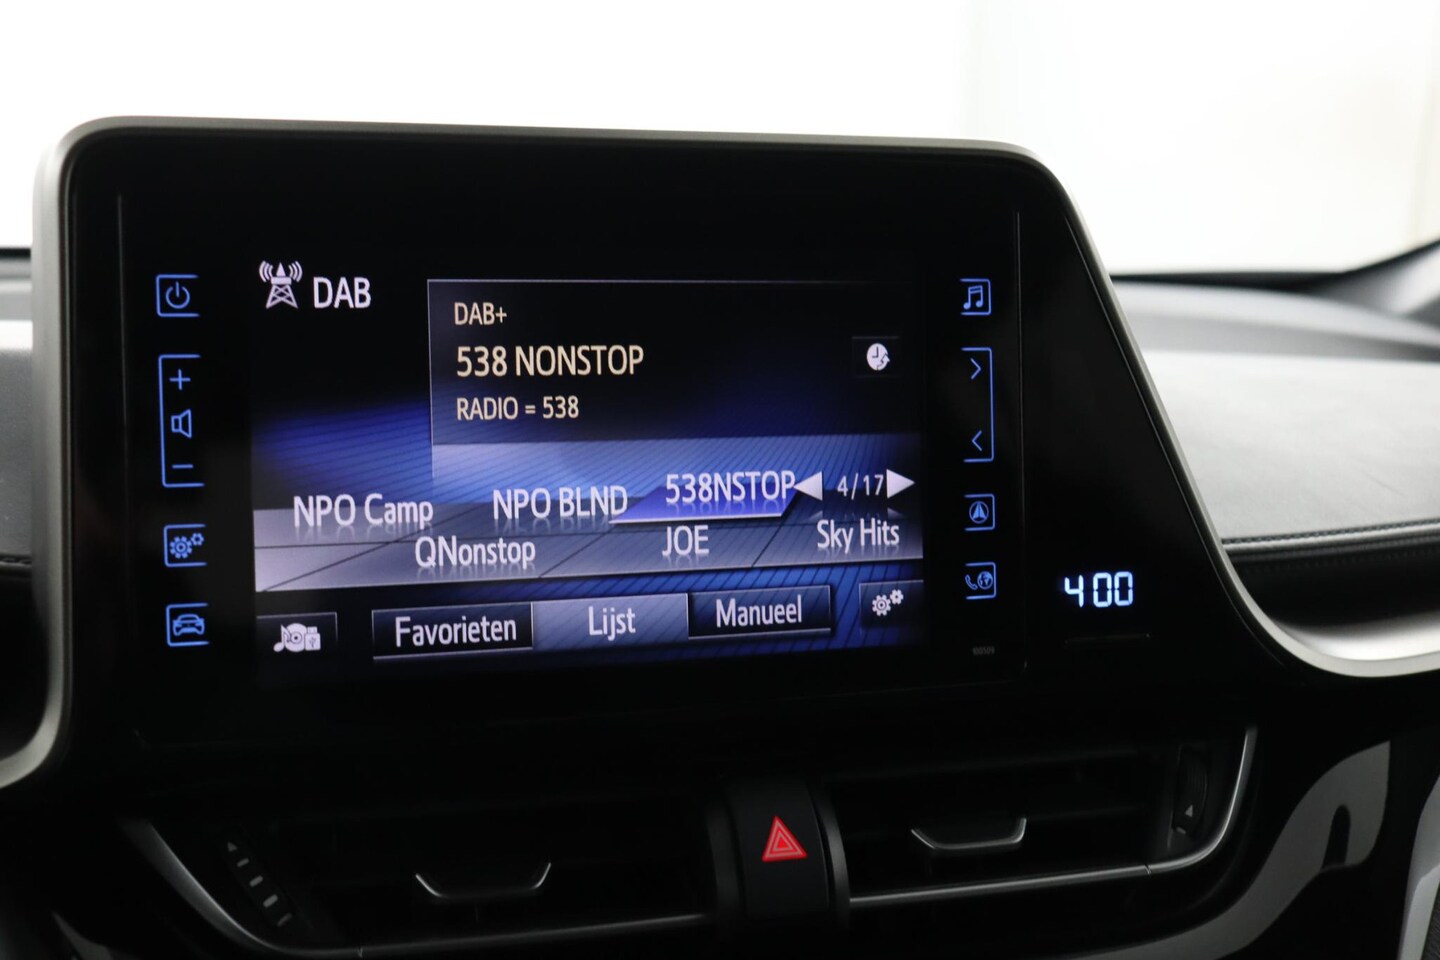 DAB
DAB+
538 NONSTOP
RADIO = 538
NPO Camp NPO BLND 538NSTOP 4/17
QNonstop JOE Sky Hits
Favorieten Lijst Manueel
4:00